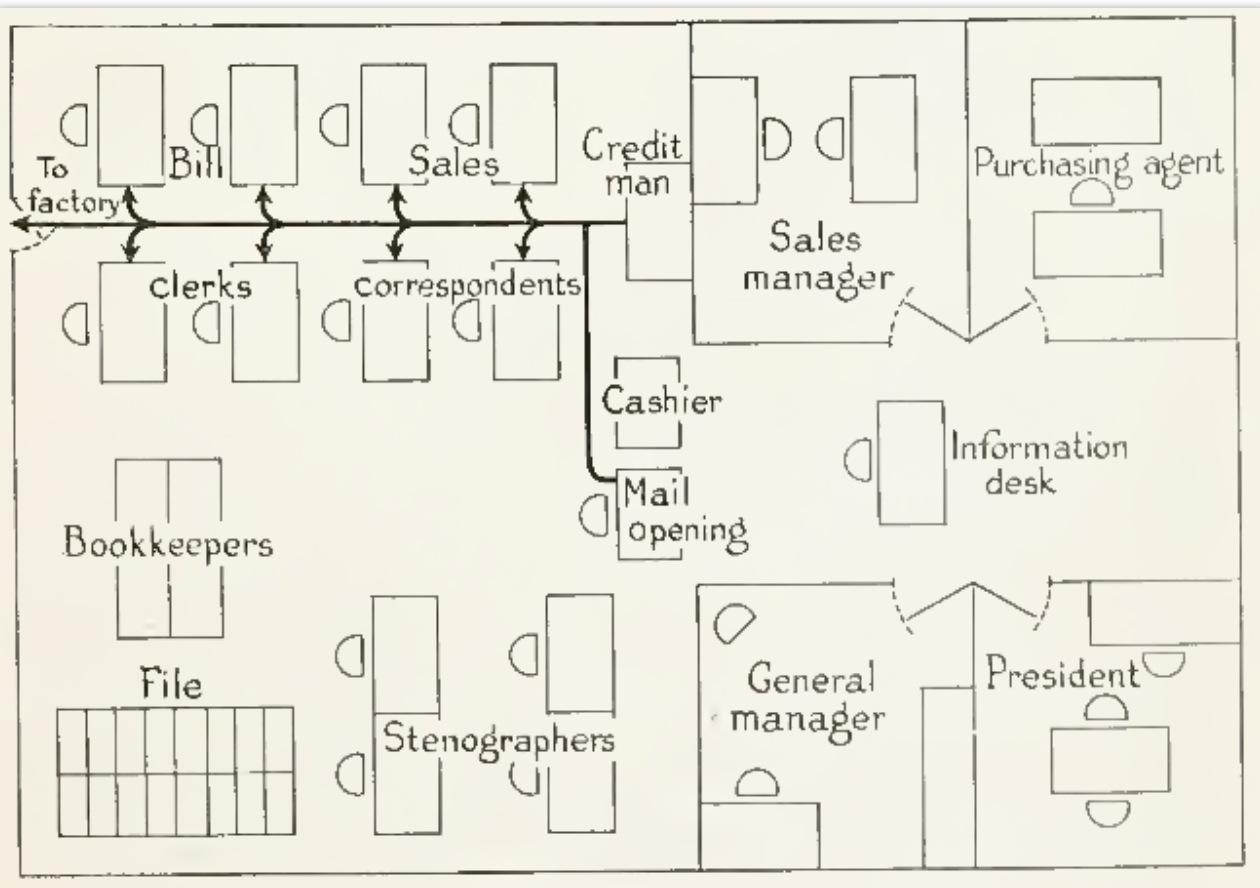 To
factory
Bill
Sales
Credit
man
Purchasing agent
Sales
manager
clerks
correspondents
Cashier
Information
desk
Mail
opening
Bookkeepers
File
Stenographers
General
manager
President